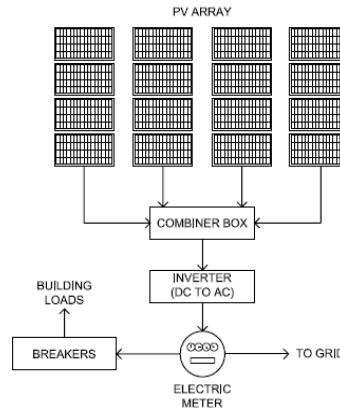 PV ARRAY
COMBINER BOX
INVERTER
(DC TO AC)
BUILDING
LOADS
BREAKERS
TO GRID
ELECTRIC
METER